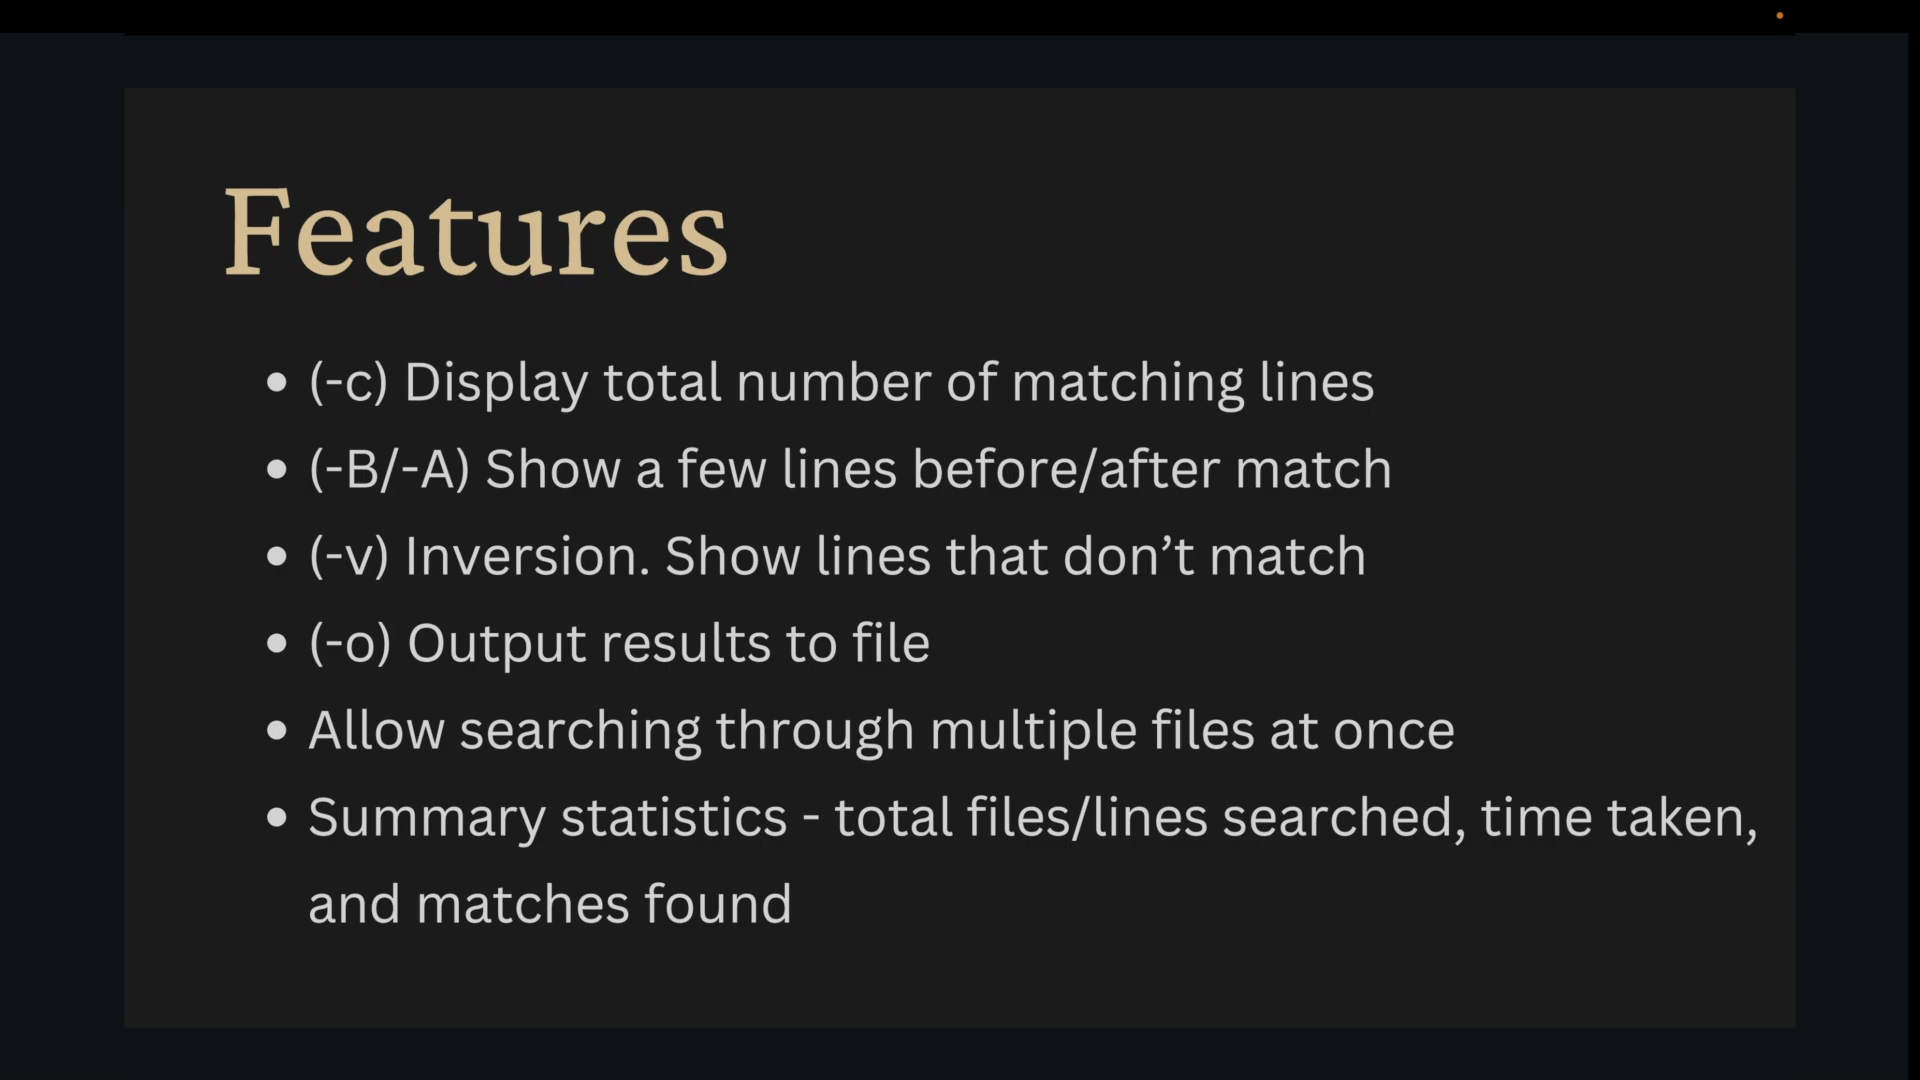 Features
• (-c) Display total number of matching lines
• (-B/-A) Show a few lines before/after match
• (-v) Inversion. Show lines that don’t match
• (-o) Output results to file
• Allow searching through multiple files at once
• Summary statistics - total files/lines searched, time taken,
and matches found